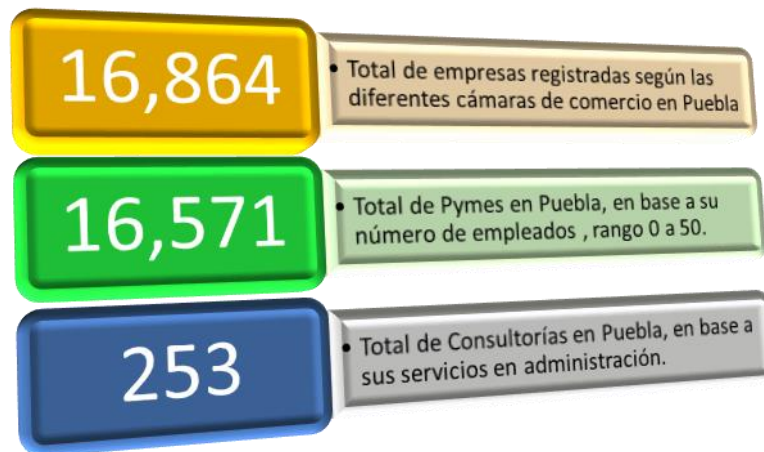 16,864
• Total de empresas registradas según las
diferentes cámaras de comercio en Puebla
16,571
• Total de Pymes en Puebla, en base a su
número de empleados , rango 0 a 50.
253
• Total de Consultorías en Puebla, en base a
sus servicios en administración.